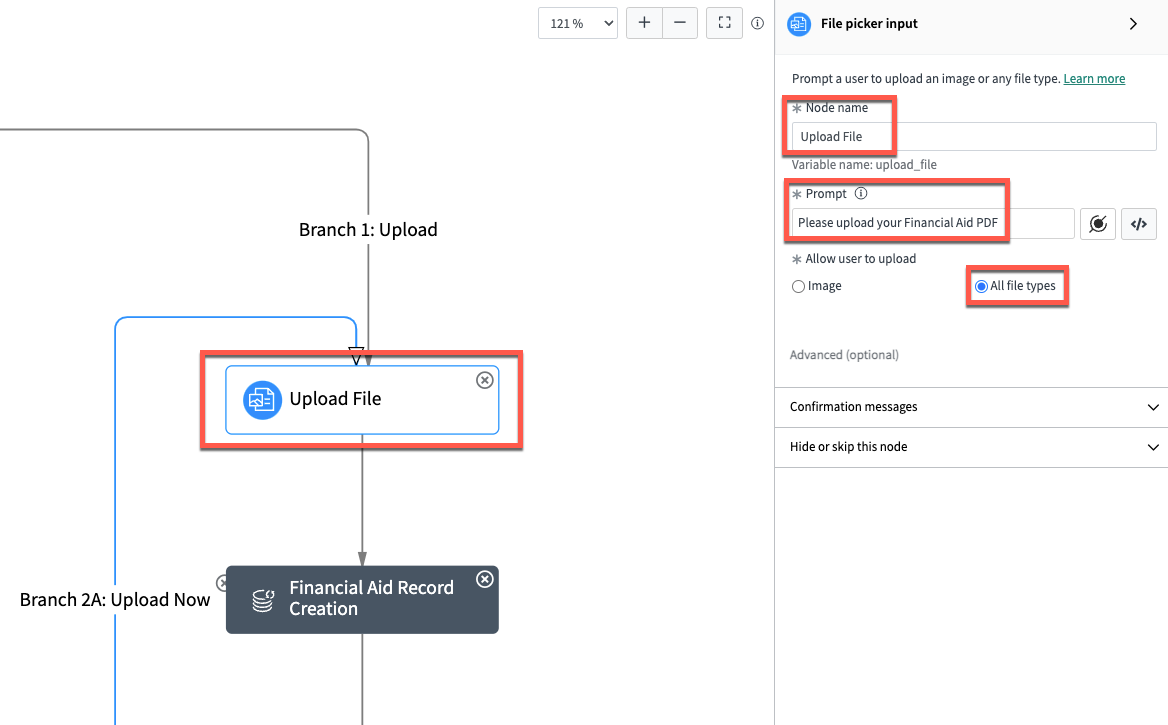 121 %
File picker input
Prompt a user to upload an image or any file type. Learn more
✱ Node name
Upload File
Variable name: upload_file
✱ Prompt
Please upload your Financial Aid PDF
✱ Allow user to upload
Image
All file types
Advanced (optional)
Confirmation messages
Hide or skip this node
Branch 1: Upload
Upload File
Financial Aid Record
Creation
Branch 2A: Upload Now